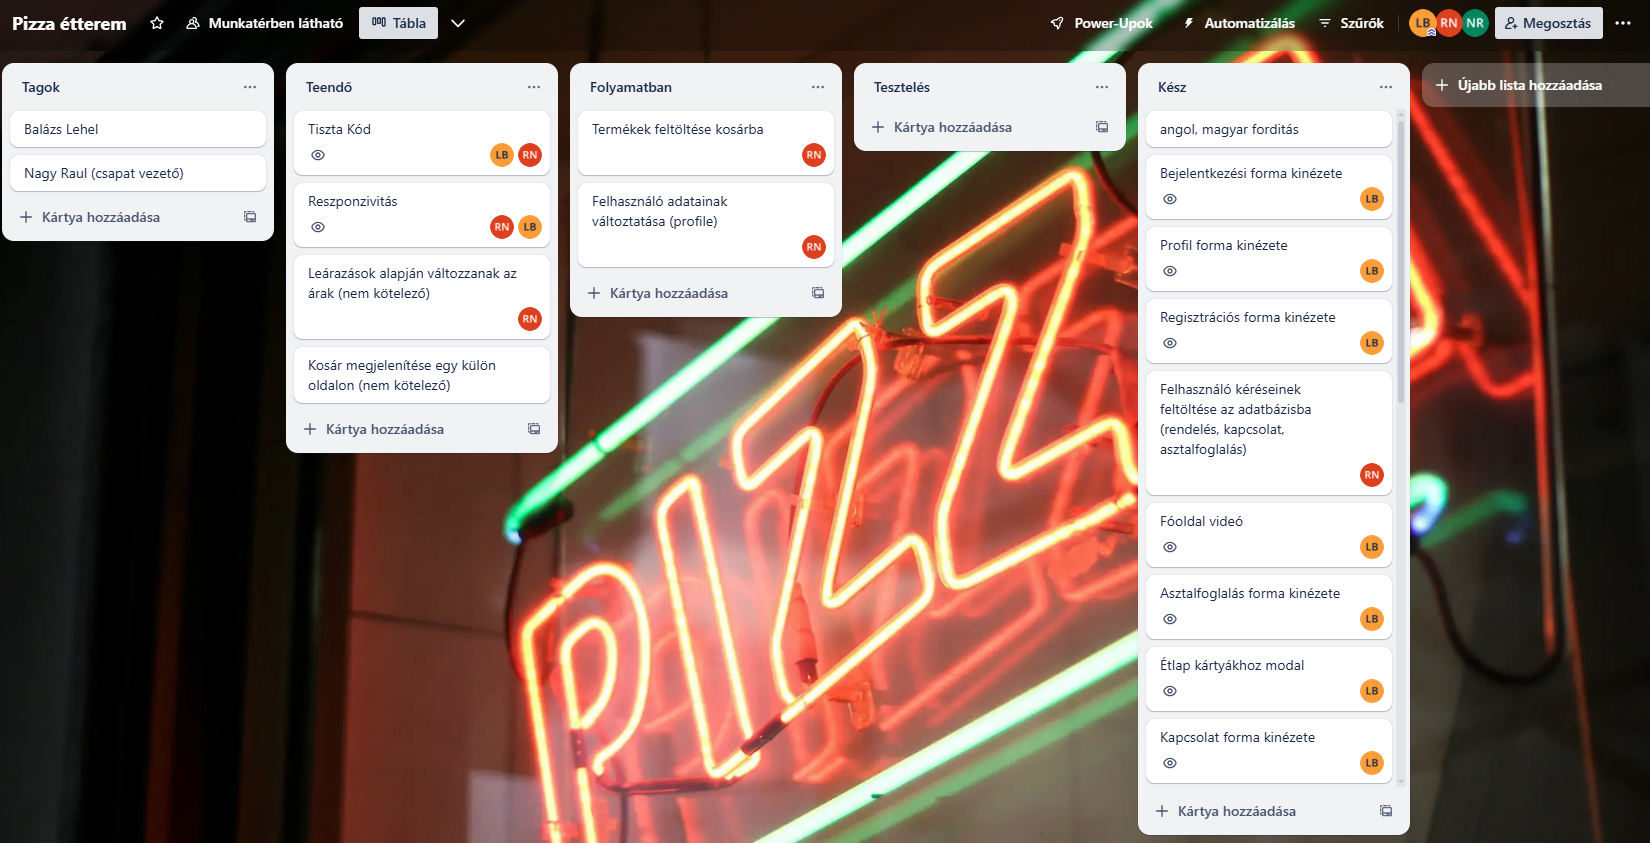 Pizza étterem
Munkatérben látható
Tábla
Power-Upok
Automatizálás
Szűrők
LB
RN
NR
Megosztás
Tagok
Balázs Lehel
Nagy Raul (csapat vezető)
Kártya hozzáadása
Teendő
Tiszta Kód
LB RN
Reszponzivitás
RN LB
Leárazások alapján változzanak az
árak (nem kötelező)
RN
Kosár megjelenítése egy külön
oldalon (nem kötelező)
Kártya hozzáadása
Folyamatban
Termékek feltöltése kosárba
RN
Felhasználó adatainak
változtatása (profile)
RN
Kártya hozzáadása
Tesztelés
Kártya hozzáadása
Kész
angol, magyar forditás
Bejelentkezési forma kinézete
LB
Profil forma kinézete
LB
Regisztrációs forma kinézete
LB
Felhasználó kéréseinek
feltöltése az adatbázisba
(rendelés, kapcsolat,
asztalfoglalás)
RN
Fóoldal videó
LB
Asztalfoglalás forma kinézete
LB
Étlap kártyákhoz modal
LB
Kapcsolat forma kinézete
LB
Kártya hozzáadása
Újabb lista hozzáadása
PIZZ